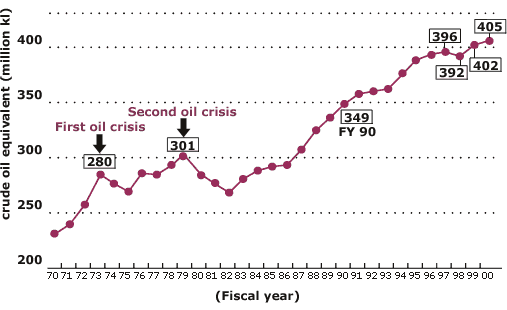 crude oil equivalent (million kl)
400
350
300
250
200
First oil crisis
280
Second oil crisis
301
349
FY 90
396
392
402
405
70 71 72 73 74 75 76 77 78 79 80 81 82 83 84 85 86 87 88 89 90 91 92 93 94 95 96 97 98 99 00
(Fiscal year)